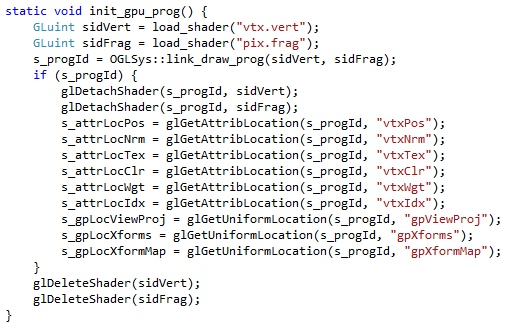 static void init_gpu_prog() {
    GLuint sidVert = load_shader("vtx.vert");
    GLuint sidFrag = load_shader("pix.frag");
    s_progId = OGLSys::link_draw_prog(sidVert, sidFrag);
    if (s_progId) {
        glDetachShader(s_progId, sidVert);
        glDetachShader(s_progId, sidFrag);
        s_attrLocPos = glGetAttribLocation(s_progId, "vtxPos");
        s_attrLocNrm = glGetAttribLocation(s_progId, "vtxNrm");
        s_attrLocTex = glGetAttribLocation(s_progId, "vtxTex");
        s_attrLocClr = glGetAttribLocation(s_progId, "vtxClr");
        s_attrLocWgt = glGetAttribLocation(s_progId, "vtxWgt");
        s_attrLocIdx = glGetAttribLocation(s_progId, "vtxIdx");
        s_gpLocViewProj = glGetUniformLocation(s_progId, "gpViewProj");
        s_gpLocXforms = glGetUniformLocation(s_progId, "gpXforms");
        s_gpLocXformMap = glGetUniformLocation(s_progId, "gpXformMap");
    }
    glDeleteShader(sidVert);
    glDeleteShader(sidFrag);
}